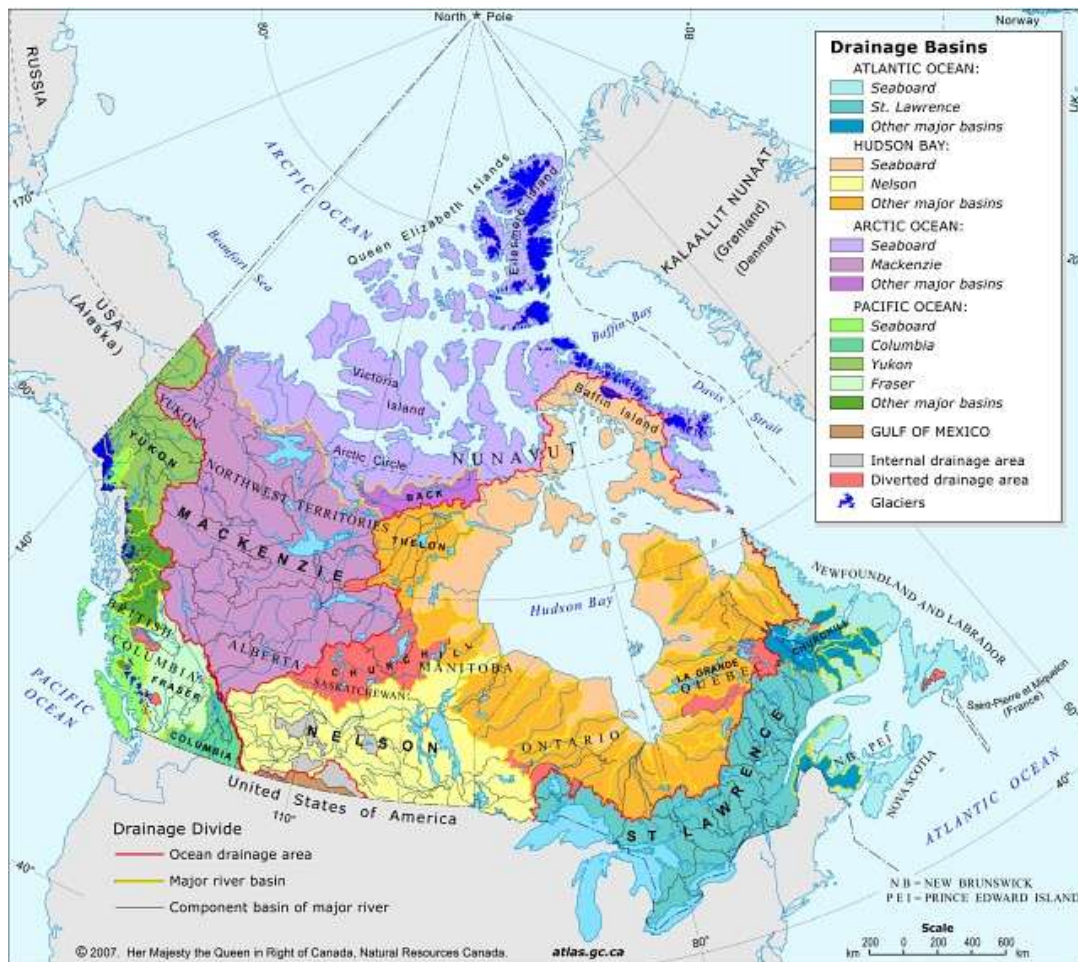 North Pole
Norway
80°
80°
RUSSIA
UK
170°
ARCTIC OCEAN
Queen Elizabeth Islands
Ellesmere Island
KALAALLIT NUNAAT
(Grønland)
(Denmark)
Beaufort Sea
USA
(Alaska)
Baffin Bay
Davis Strait
Baffin Island
Victoria Island
60°
YUKON
YUKON
Arctic Circle
NUNAVUT
BACK
NORTHWEST TERRITORIES
THELON
140°
MACKENZIE
Hudson Bay
NEWFOUNDLAND AND LABRADOR
BRITISH COLUMBIA
ALBERTA
CHURCHILL
MANITOBA
SASKATCHEWAN
LA GRANDE
QUEBEC
CHURCHILL
Saint-Pierre et Miquelon
(France)
50°
PACIFIC OCEAN
FRASER
COLUMBIA
NELSON
ONTARIO
ST LAWRENCE
N B
PEI
NOVA SCOTIA
ATLANTIC OCEAN
40°
United States of America
110°
40°
80°
N B = NEW BRUNSWICK
P E I = PRINCE EDWARD ISLAND
Scale
200 0 200 400 600
km km
Drainage Basins
ATLANTIC OCEAN:
Seaboard
St. Lawrence
Other major basins
HUDSON BAY:
Seaboard
Nelson
Other major basins
ARCTIC OCEAN:
Seaboard
Mackenzie
Other major basins
PACIFIC OCEAN:
Seaboard
Columbia
Yukon
Fraser
Other major basins
GULF OF MEXICO
Internal drainage area
Diverted drainage area
Glaciers
Drainage Divide
Ocean drainage area
Major river basin
Component basin of major river
© 2007. Her Majesty the Queen in Right of Canada, Natural Resources Canada.
atlas.gc.ca